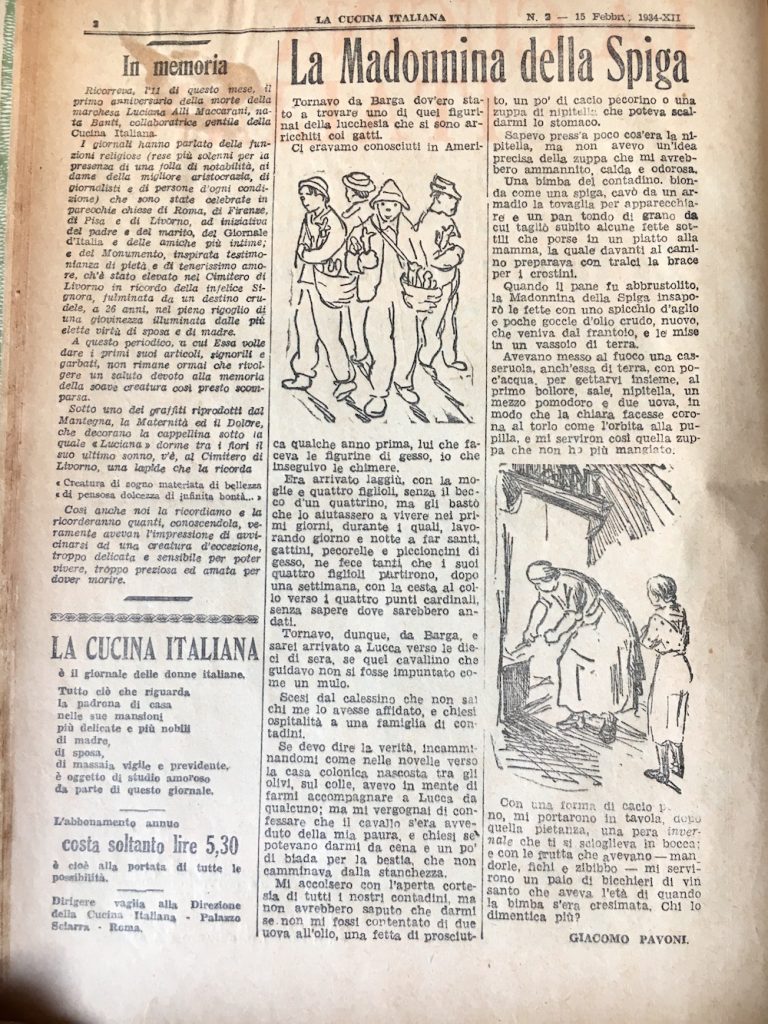 2
LA CUCINA ITALIANA
N. 2 — 15 Febbr. 1934-XII
In memoria
Ricorreva, l'11 di questo mese, il
primo anniversario della morte della
marchesa Luciana Alli Maccarani, na-
ta Banti, collaboratrice gentile della
Cucina Italiana.
I giornali hanno parlato delle fun-
zioni religiose (rese più solenni per la
presenza di una folla di notabilità, di
dame della migliore aristocrazia, di
giornalisti e di persone d'ogni condi-
zione) che sono state celebrate in
parecchie chiese di Roma, di Firenze,
di Pisa e di Livorno, ad iniziativa
del padre e del marito, del Giornale
d'Italia e delle amiche più intime;
e del Monumento, inspirata testimo-
nianza di pietà e di tenerissimo amo-
re, ch'è stato elevato nel Cimitero di
Livorno in ricordo della infelice Si-
gnora, fulminata da un destino cru-
dele, a 26 anni, nel pieno rigoglio di
una giovinezza illuminata dalle più
elette virtù di sposa e di madre.
A questo periodico, a cui Essa volle
dare i primi suoi articoli, signorili e
garbati, non rimane ormai che rivol-
gere un saluto devoto alla memoria
della soave creatura così presto scom-
parsa.
Sotto uno dei graffiti riprodotti dal
Mantegna, la Maternità ed il Dolore,
che decorano la cappellina sotto la
quale « Luciana » dorme tra i fiori il
suo ultimo sonno, v'è, al Cimitero di
Livorno, una lapide che la ricorda
« Creatura di sogno materiata di bellezza
« di pensosa dolcezza di infinita bontà...»
Così anche noi la ricordiamo e la
ricorderanno quanti, conoscendola, ve-
ramente avevan l'impressione di avvi-
cinarsi ad una creatura d'eccezione,
troppo delicata e sensibile per poter
vivere, troppo preziosa ed amata per
dover morire.
LA CUCINA ITALIANA
è il giornale delle donne italiane.
Tutto ciò che riguarda
la padrona di casa
nelle sue mansioni
più delicate e più nobili
di madre,
di sposa,
di massaia vigile e previdente,
è oggetto di studio amoroso
da parte di questo giornale.
L'abbonamento annuo
costa soltanto lire 5,30
è cioè alla portata di tutte le
possibilità.
Dirigere vaglia alla Direzione
della Cucina Italiana - Palazzo
Sciarra - Roma.
La Madonnina della Spiga
Tornavo da Barga dov'ero sta-
to a trovare uno di quei figuri-
nai della lucchesia che si sono ar-
ricchiti coi gatti.
Ci eravamo conosciuti in Ameri-
ca qualche anno prima, lui che fa-
ceva le figurine di gesso, io che
inseguivo le chimere.
Era arrivato laggiù, con la mo-
glie e quattro figlioli, senza il bec-
co d'un quattrino, ma gli bastò
che lo aiutassero a vivere nei pri-
mi giorni, durante i quali, lavo-
rando giorno e notte a far santi,
gattini, pecorelle e piccioncini di
gesso, ne fece tanti che i suoi
quattro figlioli partirono, dopo
una settimana, con la cesta al col-
lo verso i quattro punti cardinali,
senza sapere dove sarebbero an-
dati.
Tornavo, dunque, da Barga, e
sarei arrivato a Lucca verso le die-
ci di sera, se quel cavallino che
guidavo non si fosse impuntato co-
me un mulo.
Scesi dal calessino che non sai
chi me lo avesse affidato, e chiesi
ospitalità a una famiglia di con-
tadini.
Se devo dire la verità, incammi-
nandomi come nelle novelle verso
la casa colonica nascosta tra gli
olivi, sul colle, avevo in mente di
farmi accompagnare a Lucca da
qualcuno; ma mi vergognai di con-
fessare che il cavallo s'era avve-
duto della mia paura, e chiesi se
potevano darmi da cena e un po'
di biada per la bestia, che non
camminava dalla stanchezza.
Mi accolsero con l'aperta corte-
sia di tutti i nostri contadini, ma
non avrebbero saputo che darmi
se non mi fossi contentato di due
uova all'olio, una fetta di prosciut-
to, un po' di cacio pecorino o una
zuppa di nipitella che poteva scal-
darmi lo stomaco.
Sapevo press'a poco cos'era la ni-
pitella, ma non avevo un'idea
precisa della zuppa che mi avreb-
bero ammannito, calda e odorosa.
Una bimba del contadino, bion-
da come una spiga, cavò da un ar-
madio la tovaglia per apparecchia-
re e un pan tondo di grano da
cui tagliò subito alcune fette sot-
tili che porse in un piatto alla
mamma, la quale davanti al cami-
no preparava con tralci la brace
per i crostini.
Quando il pane fu abbrustolito,
la Madonnina della Spiga insapo-
rò le fette con uno spicchio d'aglio
e poche goccie d'olio crudo, nuovo,
che veniva dal frantoio, e le mise
in un vassoio di terra.
Avevano messo al fuoco una cas-
seruola, anch'essa di terra, con po-
c'acqua, per gettarvi insieme, al
primo bollore, sale, nipitella, un
mezzo pomodoro e due uova, in
modo che la chiara facesse coro-
na al torlo come l'orbita alla pu-
pilla, e mi serviron così quella zup-
pa che non ho più mangiato.
Con una forma di cacio
no, mi portarono in tavola, dopo
quella pietanza, una pera inver-
nale che ti si scioglieva in bocca;
e con le frutta che avevano — man-
dorle, fichi e zibibbo — mi servi-
rono un paio di bicchieri di vin
santo che aveva l'età di quando
la bimba s'era cresimata. Chi lo
dimentica più?
GIACOMO PAVONI.